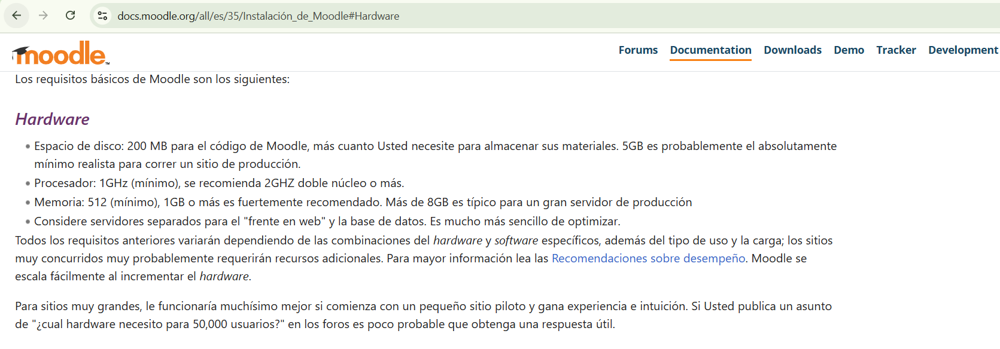 docs.moodle.org/all/es/35/Instalación_de_Moodle#Hardware
moodle™
Forums Documentation Downloads Demo Tracker Development
Los requisitos básicos de Moodle son los siguientes:
Hardware
Espacio de disco: 200 MB para el código de Moodle, más cuanto Usted necesite para almacenar sus materiales. 5GB es probablemente el absolutamente
mínimo realista para correr un sitio de producción.
Procesador: 1GHz (mínimo), se recomienda 2GHZ doble núcleo o más.
Memoria: 512 (mínimo), 1GB o más es fuertemente recomendado. Más de 8GB es típico para un gran servidor de producción
Considere servidores separados para el "frente en web" y la base de datos. Es mucho más sencillo de optimizar.
Todos los requisitos anteriores variarán dependiendo de las combinaciones del hardware y software específicos, además del tipo de uso y la carga; los sitios
muy concurridos muy probablemente requerirán recursos adicionales. Para mayor información lea las Recomendaciones sobre desempeño. Moodle se
escala fácilmente al incrementar el hardware.
Para sitios muy grandes, le funcionaría muchísimo mejor si comienza con un pequeño sitio piloto y gana experiencia e intuición. Si Usted publica un asunto
de "¿cual hardware necesito para 50,000 usuarios?" en los foros es poco probable que obtenga una respuesta útil.